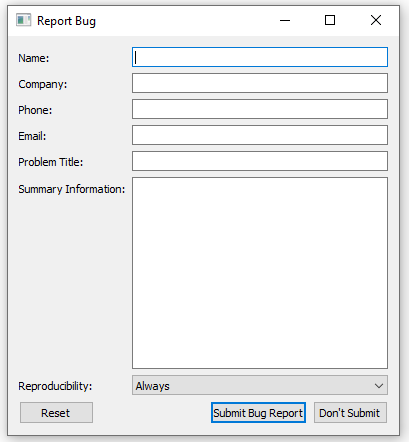 Report Bug
Name:
Company:
Phone:
Email:
Problem Title:
Summary Information:
Reproducibility: Always
Reset Submit Bug Report Don't Submit